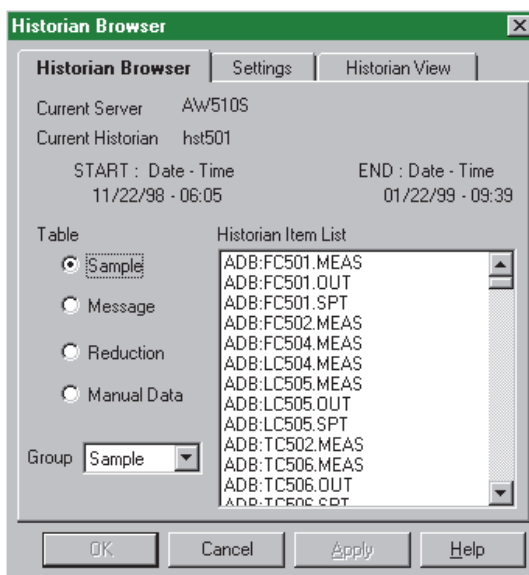 Historian Browser
Historian Browser Settings Historian View
Current Server AW510S
Current Historian hst501
START : Date - Time END : Date - Time
11/22/98 - 06:05 01/22/99 - 09:39
Table Historian Item List
Sample
Message
Reduction
Manual Data
Group Sample
ADB:FC501.MEAS
ADB:FC501.OUT
ADB:FC501.SPT
ADB:FC502.MEAS
ADB:FC504.MEAS
ADB:LC504.MEAS
ADB:LC505.MEAS
ADB:LC505.OUT
ADB:LC505.SPT
ADB:TC502.MEAS
ADB:TC506.MEAS
ADB:TC506.OUT
ADB:TC506.SPT
OK Cancel Apply Help